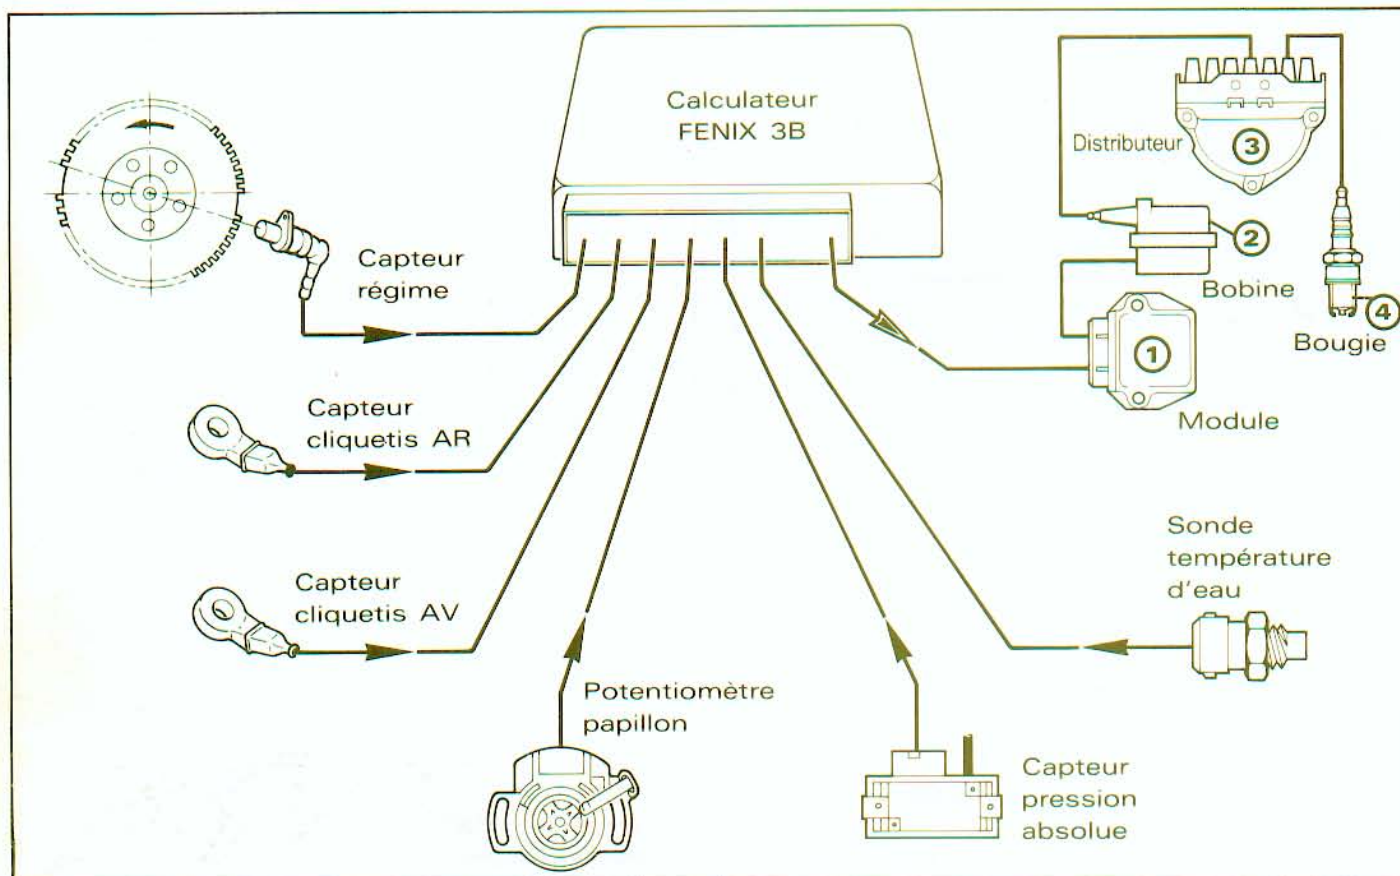 Calculateur
FENIX 3B
Distributeur
3
2
Bobine
4
Bougie
1
Module
Capteur
régime
Capteur
cliquetis AR
Capteur
cliquetis AV
Potentiomètre
papillon
Capteur
pression
absolue
Sonde
température
d'eau